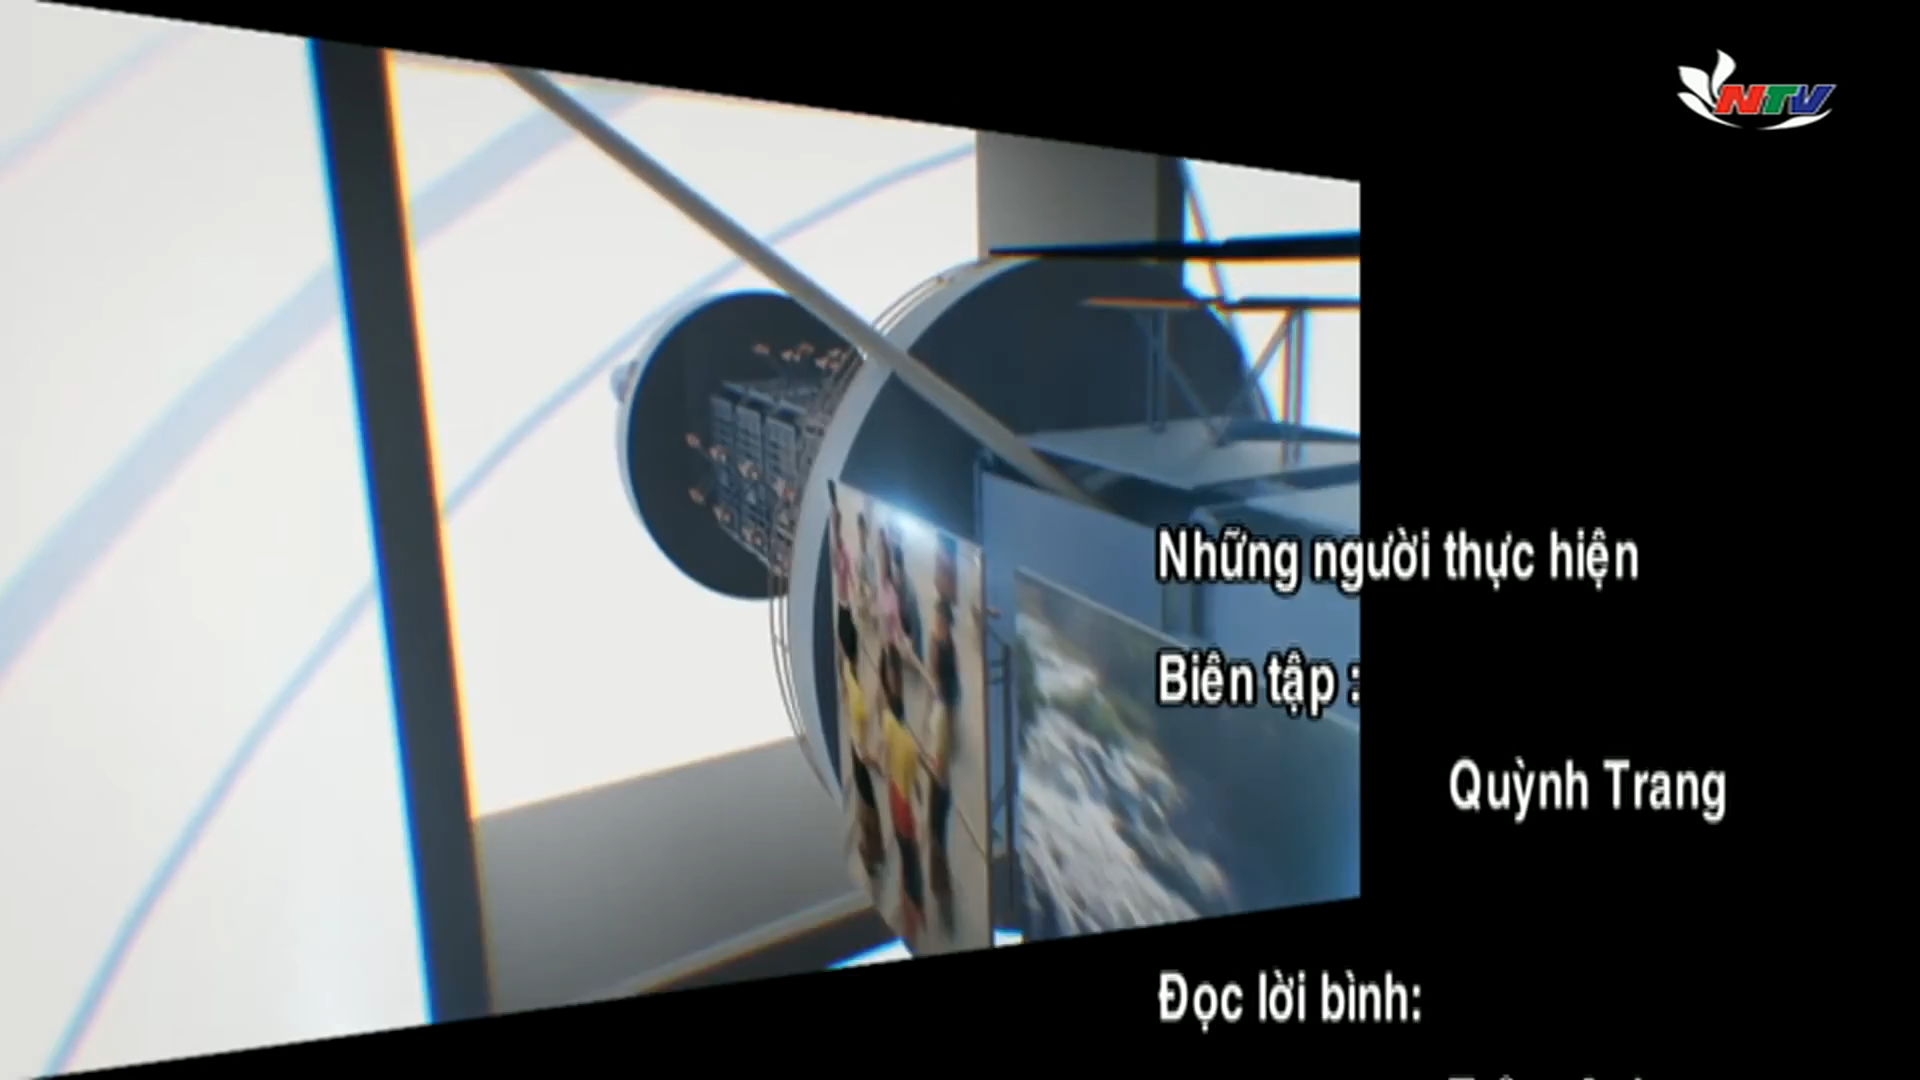 NTV
Những người thực hiện
Biên tập :
Quỳnh Trang
Đọc lời bình: